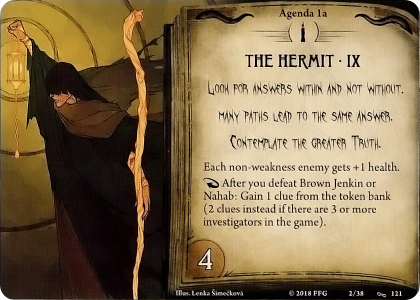 Agenda 1a
THE HERMIT · IX
LOOK FOR ANSWERS WITHIN AND NOT WITHOUT.
MANY PATHS LEAD TO THE SAME ANSWER.
CONTEMPLATE THE GREATER TRUTH.
Each non-weakness enemy gets +1 health.
After you defeat Brown Jenkin or
Nahab: Gain 1 clue from the token bank
(2 clues instead if there are 3 or more
investigators in the game).
4
Illus. Lenka Šimečková © 2018 FFG 2/38 121